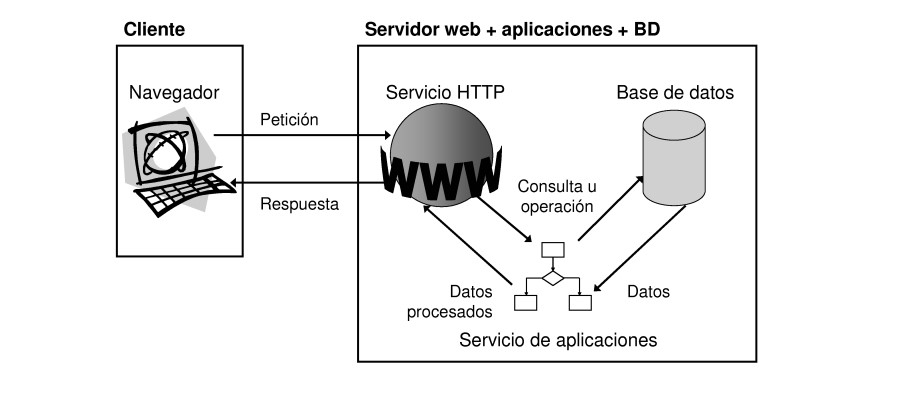 Cliente
Servidor web + aplicaciones + BD
Navegador
Servicio HTTP
Base de datos
Petición
WWW
Consulta u
operación
Respuesta
Datos
procesados
Datos
Servicio de aplicaciones